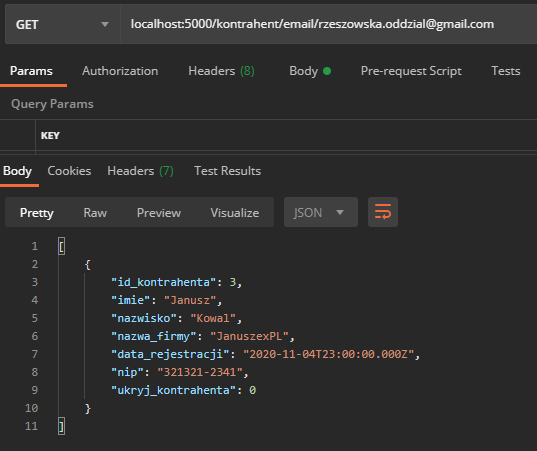 GET localhost:5000/kontrahent/email/rzeszowska.oddzial@gmail.com
Params Authorization Headers (8) Body Pre-request Script Tests
Query Params
KEY
Body Cookies Headers (7) Test Results
Pretty Raw Preview Visualize JSON
1 [
2 {
3 "id_kontrahenta": 3,
4 "imie": "Janusz",
5 "nazwisko": "Kowal",
6 "nazwa_firmy": "JanuszexPL",
7 "data_rejestracji": "2020-11-04T23:00:00.000Z",
8 "nip": "321321-2341",
9 "ukryj_kontrahenta": 0
10 }
11 ]